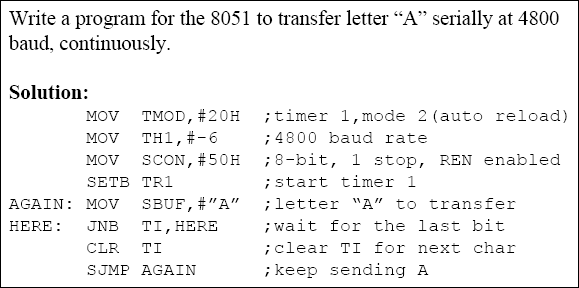 Write a program for the 8051 to transfer letter “A” serially at 4800
baud, continuously.
Solution:
MOV TMOD,#20H ;timer 1,mode 2(auto reload)
MOV TH1,#-6 ;4800 baud rate
MOV SCON,#50H ;8-bit, 1 stop, REN enabled
SETB TR1 ;start timer 1
AGAIN: MOV SBUF,#”A” ;letter “A” to transfer
HERE: JNB TI,HERE ;wait for the last bit
CLR TI ;clear TI for next char
SJMP AGAIN ;keep sending A